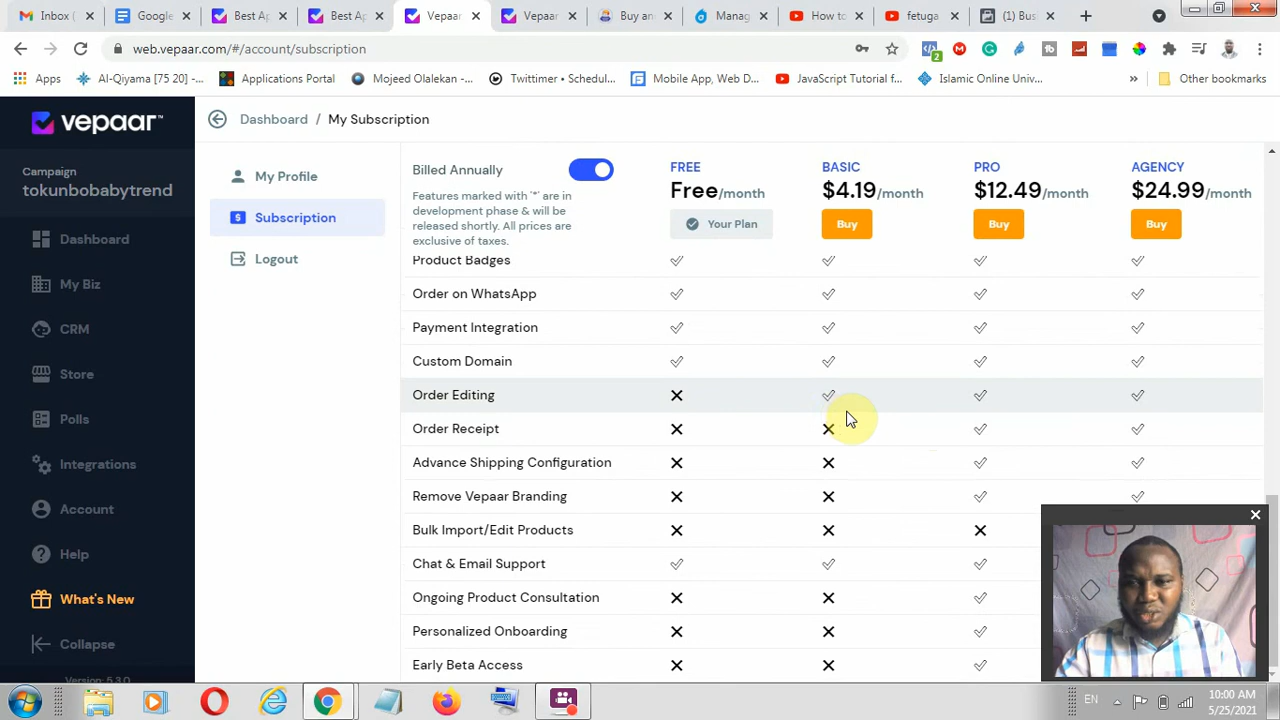 Inbox (
Google
Best Ap
Best Ap
Vepaar
Vepaar
Buy an
Manag
How to
fetuga
(1) Bus
web.vepaar.com/#/account/subscription
2
Apps
Al-Qiyama [75 20] -...
Applications Portal
Mojeed Olalekan...
Twittimer • Schedul...
Mobile App, Web D...
JavaScript Tutorial f...
Islamic Online Univ...
»
Other bookmarks
vepaar™
Dashboard / My Subscription
Campaign
tokunbobabytrend
Dashboard
My Biz
CRM
Store
Polls
Integrations
Account
Help
What's New
Collapse
Version: 5.3.0
My Profile
Subscription
Logout
Billed Annually
Features marked with '*' are in
development phase & will be
released shortly. All prices are
exclusive of taxes.
FREE
Free/month
Your Plan
BASIC
$4.19/month
Buy
PRO
$12.49/month
Buy
AGENCY
$24.99/month
Buy
Product Badges
Order on WhatsApp
Payment Integration
Custom Domain
Order Editing
Order Receipt
Advance Shipping Configuration
Remove Vepaar Branding
Bulk Import/Edit Products
Chat & Email Support
Ongoing Product Consultation
Personalized Onboarding
Early Beta Access
EN
10:00 AM
5/25/2021